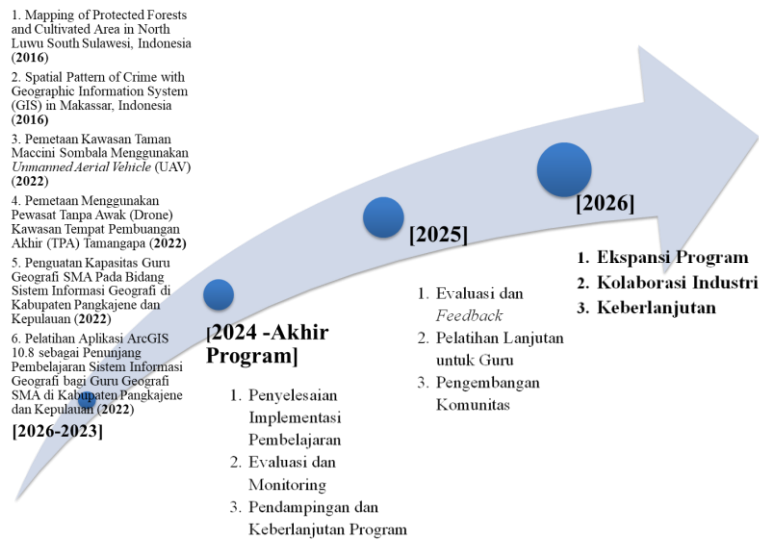 1. Mapping of Protected Forests
and Cultivated Area in North
Luwu South Sulawesi, Indonesia
(2016)
2. Spatial Pattern of Crime with
Geographic Information System
(GIS) in Makassar, Indonesia
(2016)
3. Pemetaan Kawasan Taman
Maccini Sombala Menggunakan
Unmanned Aerial Vehicle (UAV)
(2022)
4. Pemetaan Menggunakan
Pewasat Tanpa Awak (Drone)
Kawasan Tempat Pembuangan
Akhir (TPA) Tamangapa (2022)
5. Penguatan Kapasitas Guru
Geografi SMA Pada Bidang
Sistem Informasi Geografi di
Kabupaten Pangkajene dan
Kepulauan (2022)
6. Pelatihan Aplikasi ArcGIS
10.8 sebagai Penunjang
Pembelajaran Sistem Informasi
Geografi bagi Guru Geografi
SMA di Kabupaten Pangkajene
dan Kepulauan (2022)
[2026-2023]
[2024 -Akhir
Program]
1. Penyelesaian
Implementasi
Pembelajaran
2. Evaluasi dan
Monitoring
3. Pendampingan dan
Keberlanjutan Program
[2025]
1. Evaluasi dan
Feedback
2. Pelatihan Lanjutan
untuk Guru
3. Pengembangan
Komunitas
[2026]
1. Ekspansi Program
2. Kolaborasi Industri
3. Keberlanjutan